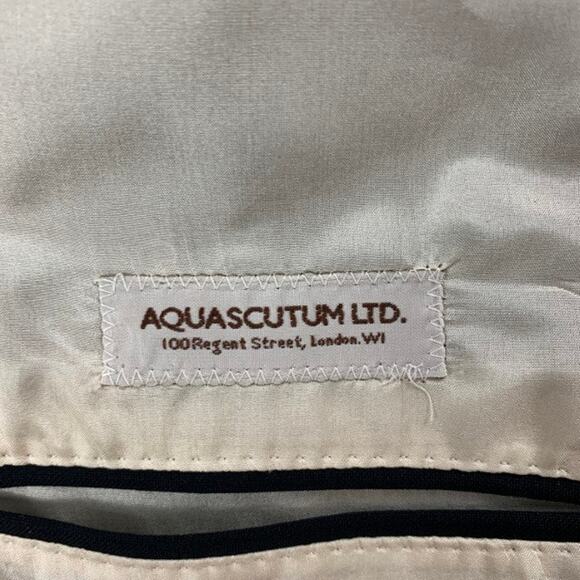 AQUASCUTUM LTD.
100 Regent Street, London. W1